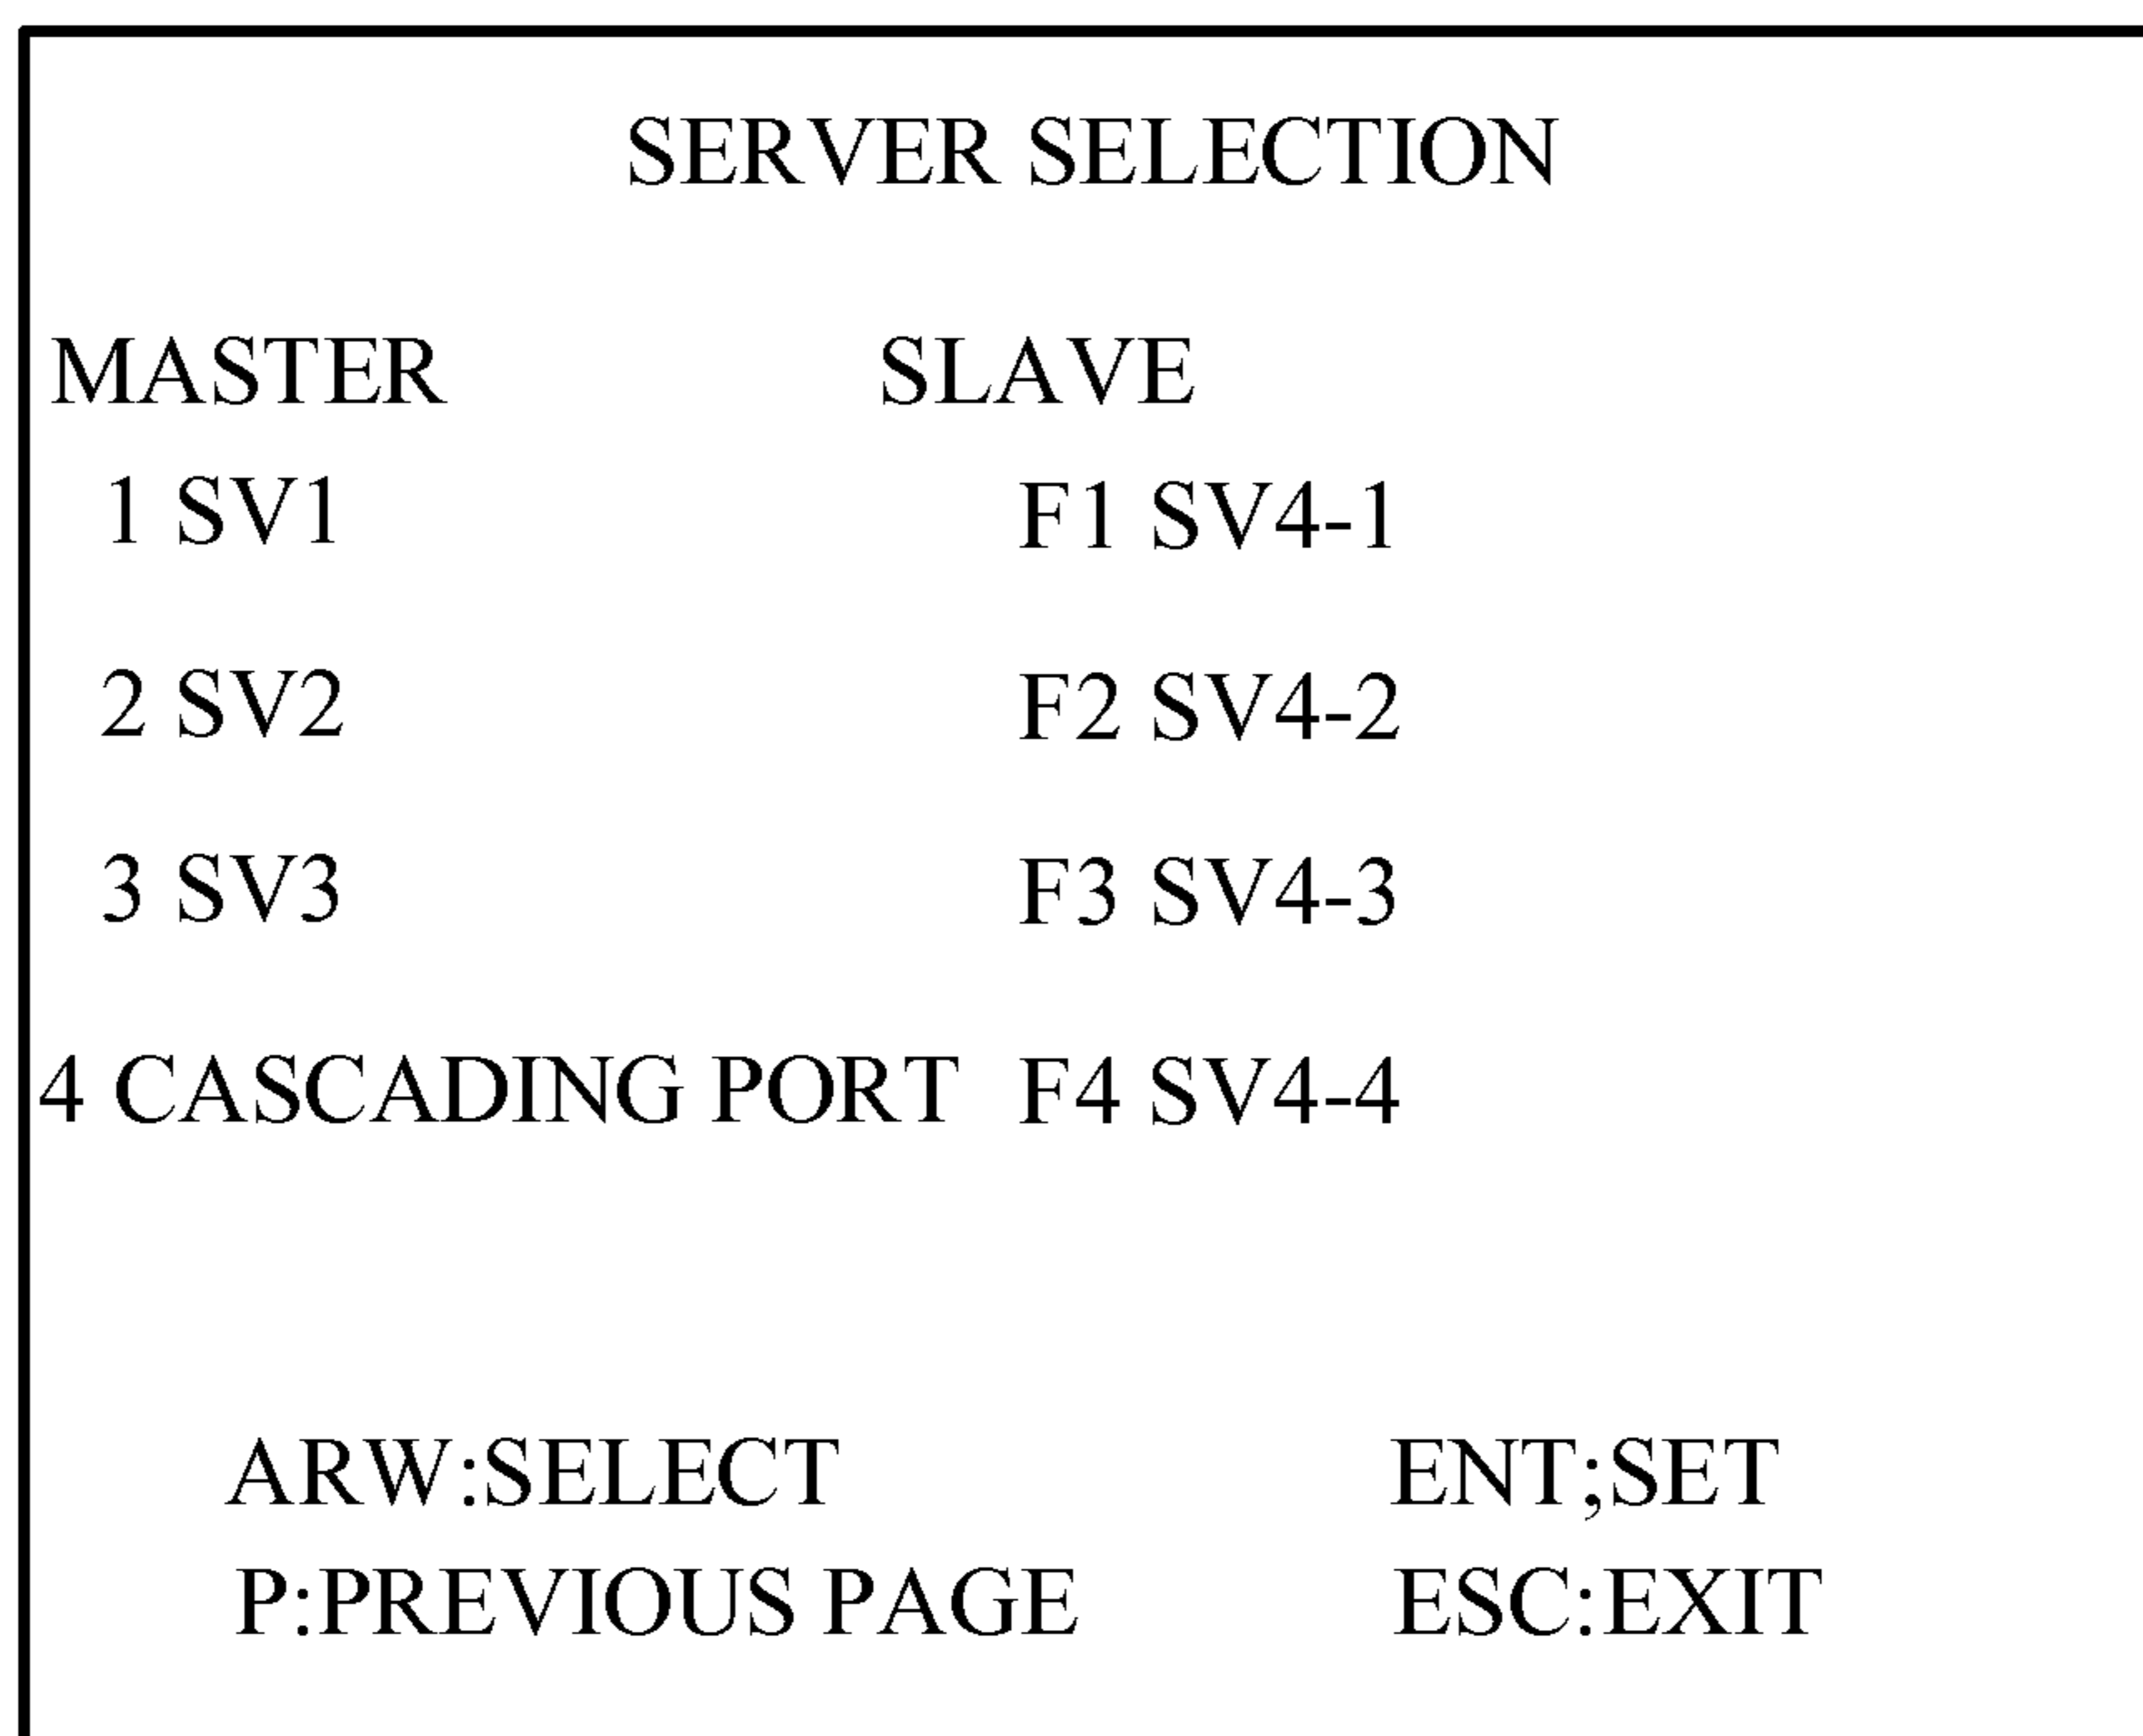 SERVER SELECTION
MASTER SLAVE
1 SV1 F1 SV4-1
2 SV2 F2 SV4-2
3 SV3 F3 SV4-3
4 CASCADING PORT F4 SV4-4
ARW:SELECT ENT;SET
P:PREVIOUS PAGE ESC:EXIT